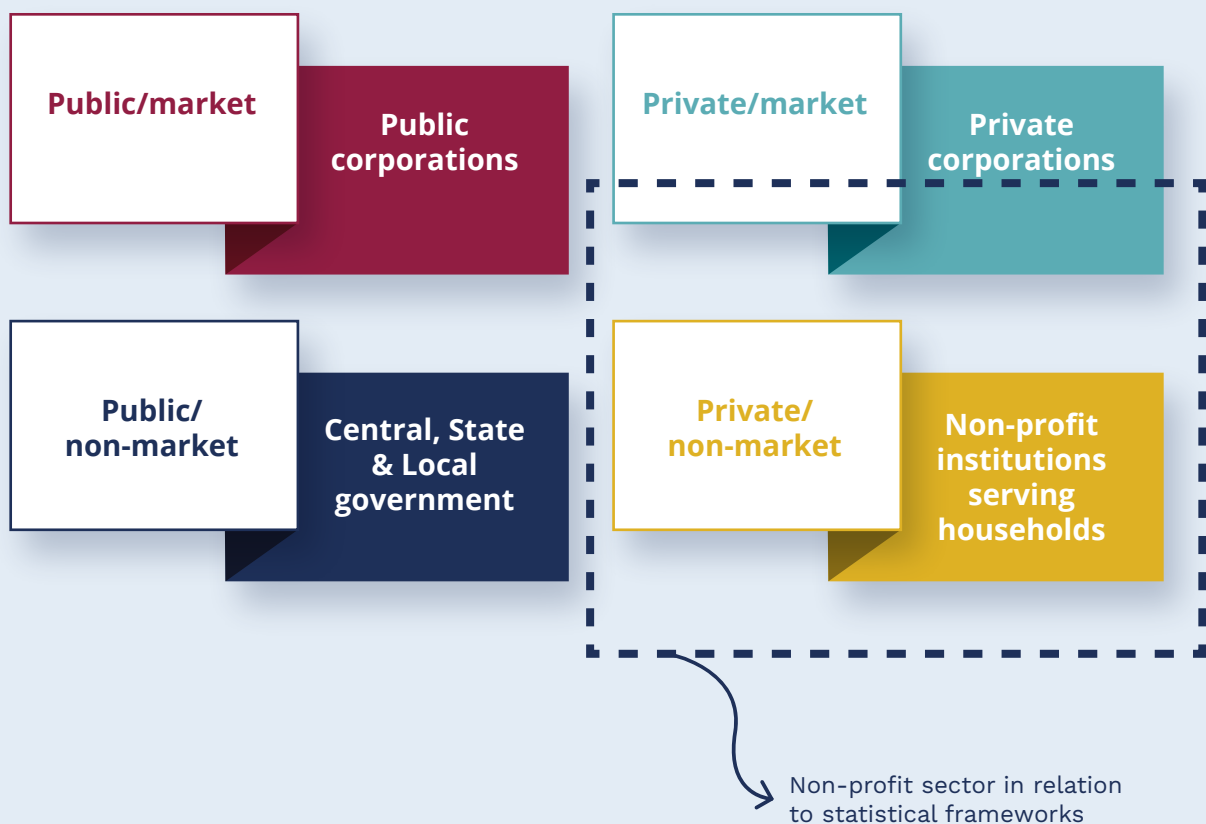 Public/market
Public
corporations
Private/market
Private
corporations
Public/
non-market
Central, State
& Local
government
Private/
non-market
Non-profit
institutions
serving
households
Non-profit sector in relation
to statistical frameworks